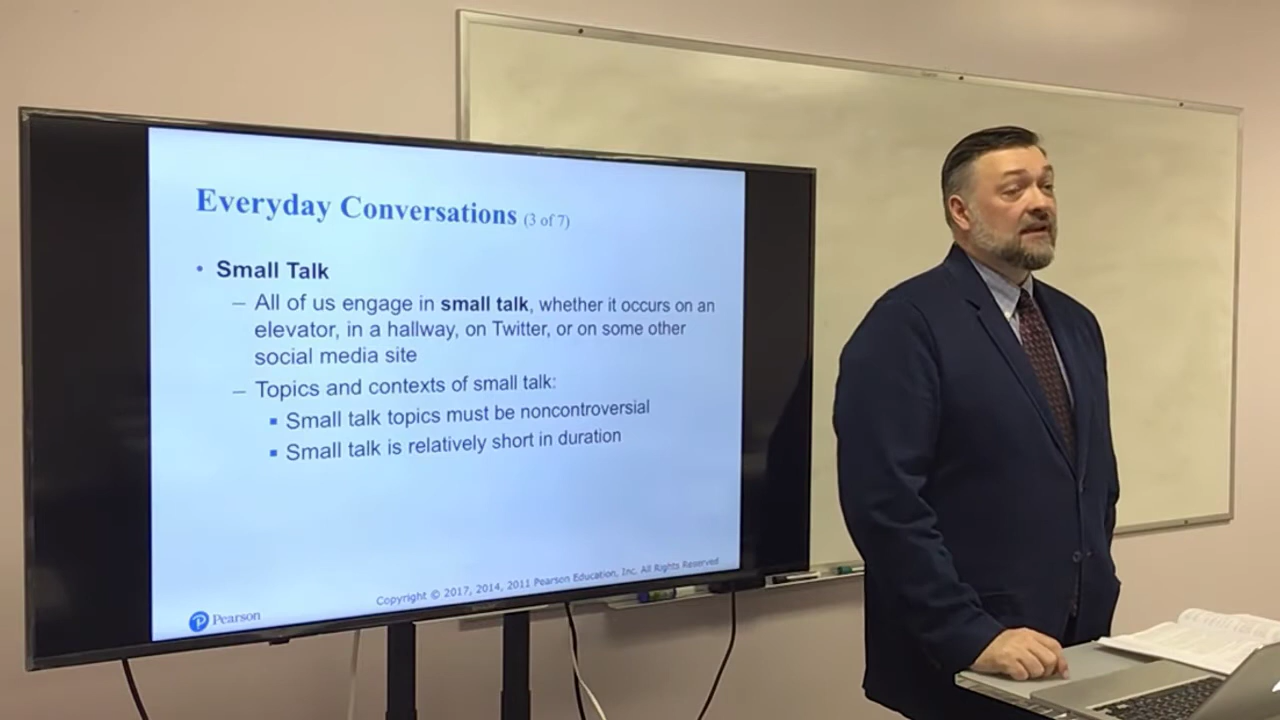 Everyday Conversations (3 of 7)
• Small Talk
– All of us engage in small talk, whether it occurs on an
elevator, in a hallway, on Twitter, or on some other
social media site
– Topics and contexts of small talk:
▪ Small talk topics must be noncontroversial
▪ Small talk is relatively short in duration
Copyright © 2017, 2014, 2011 Pearson Education, Inc. All Rights Reserved
P Pearson